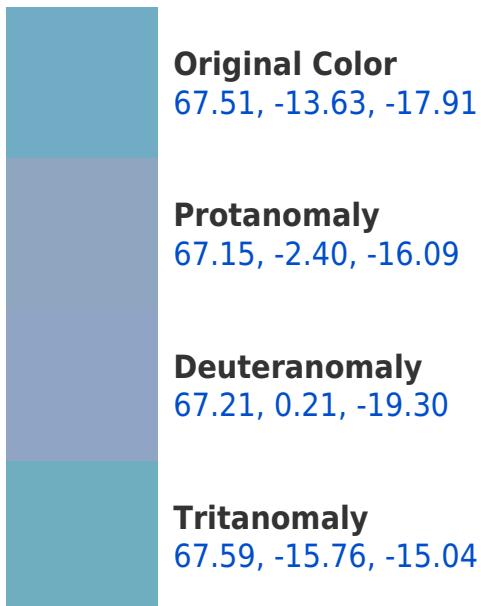 Original Color
67.51, -13.63, -17.91
Protanomaly
67.15, -2.40, -16.09
Deuteranomaly
67.21, 0.21, -19.30
Tritanomaly
67.59, -15.76, -15.04